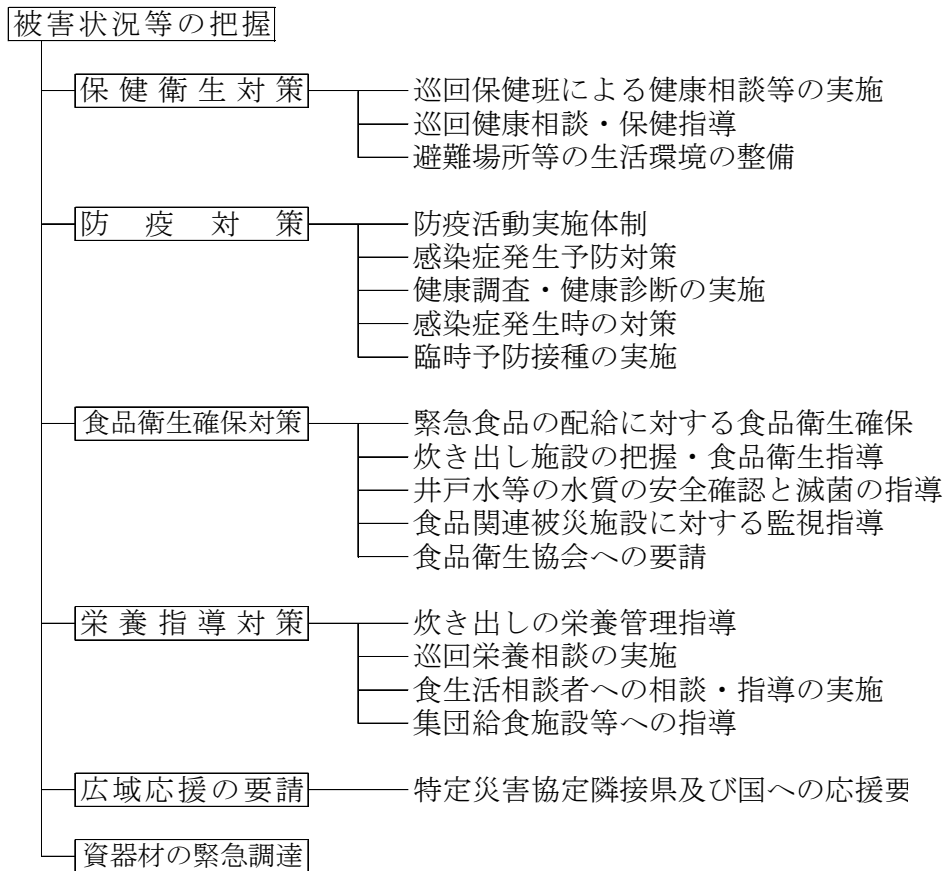 被害状況等の把握
保健衛生対策 巡回保健班による健康相談等の実施
巡回健康相談・保健指導
避難場所等の生活環境の整備
防疫対策 防疫活動実施体制
感染症発生予防対策
健康調査・健康診断の実施
感染症発生時の対策
臨時予防接種の実施
食品衛生確保対策 緊急食品の配給に対する食品衛生確保
炊き出し施設の把握・食品衛生指導
井戸水等の水質の安全確認と滅菌の指導
食品関連被災施設に対する監視指導
食品衛生協会への要請
栄養指導対策 炊き出しの栄養管理指導
巡回栄養相談の実施
食生活相談者への相談・指導の実施
集団給食施設等への指導
広域応援の要請 特定災害協定隣接県及び国への応援要
資器材の緊急調達